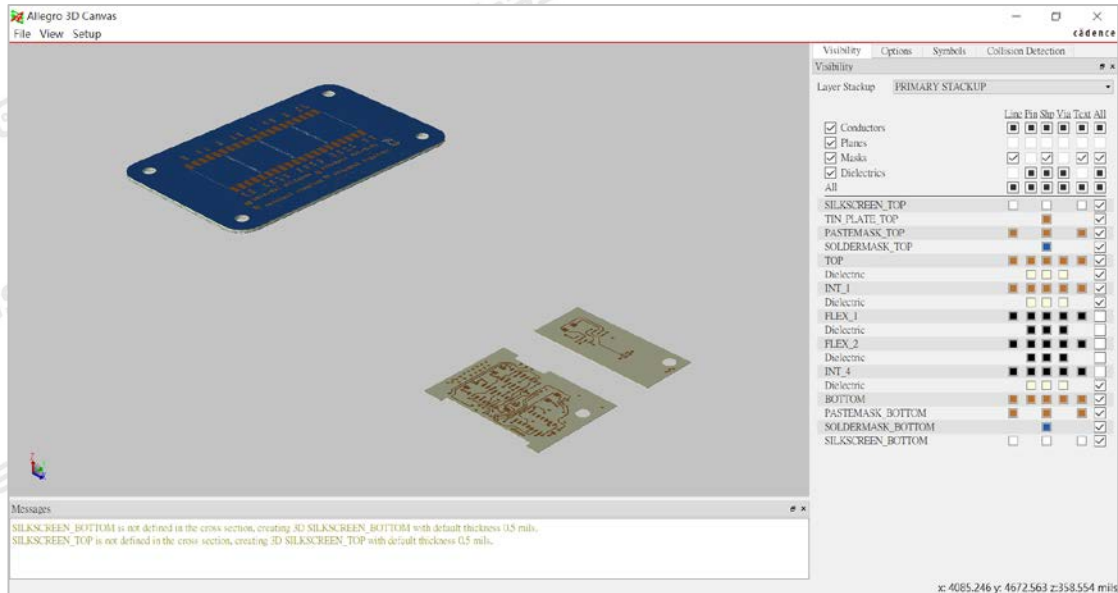 Allegro 3D Canvas
File View Setup
cādence
Visibility Options Symbols Collision Detection
Visibility
Layer Stackup PRIMARY STACKUP
Line Pin Shp Via Text All
Conductors
Planes
Masks
Dielectrics
All
SILKSCREEN_TOP
TIN_PLATE_TOP
PASTEMASK_TOP
SOLDERMASK_TOP
TOP
Dielectric
INT_1
Dielectric
FLEX_1
Dielectric
FLEX_2
Dielectric
INT_4
Dielectric
BOTTOM
PASTEMASK_BOTTOM
SOLDERMASK_BOTTOM
SILKSCREEN_BOTTOM
Messages
SILKSCREEN_BOTTOM is not defined in the cross section, creating 3D SILKSCREEN_BOTTOM with default thickness 0.5 mils.
SILKSCREEN_TOP is not defined in the cross section, creating 3D SILKSCREEN_TOP with default thickness 0.5 mils.
x: 4085.246 y: 4672.563 z:358.554 mils